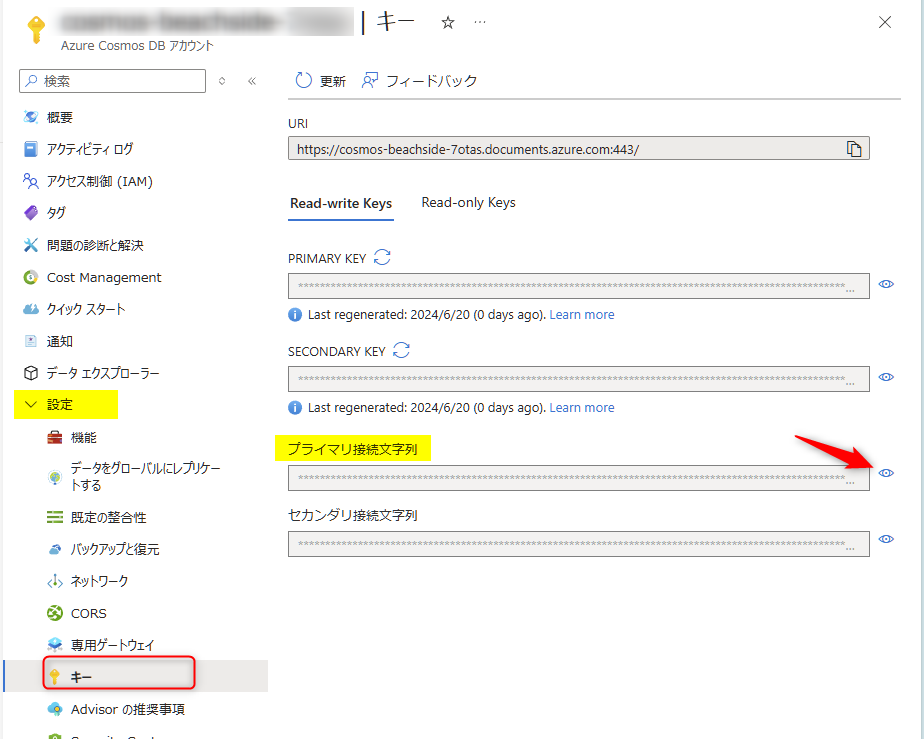 キー
Azure Cosmos DB アカウント
検索
更新
フィードバック
概要
アクティビティ ログ
アクセス制御 (IAM)
タグ
問題の診断と解決
Cost Management
クイック スタート
通知
データ エクスプローラー
設定
機能
データをグローバルにレプリケー
トする
既定の整合性
バックアップと復元
ネットワーク
CORS
専用ゲートウェイ
キー
Advisor の推奨事項
URI
https://cosmos-beachside-7otas.documents.azure.com:443/
Read-write Keys
Read-only Keys
PRIMARY KEY
Last regenerated: 2024/6/20 (0 days ago). Learn more
SECONDARY KEY
Last regenerated: 2024/6/20 (0 days ago). Learn more
プライマリ接続文字列
セカンダリ接続文字列